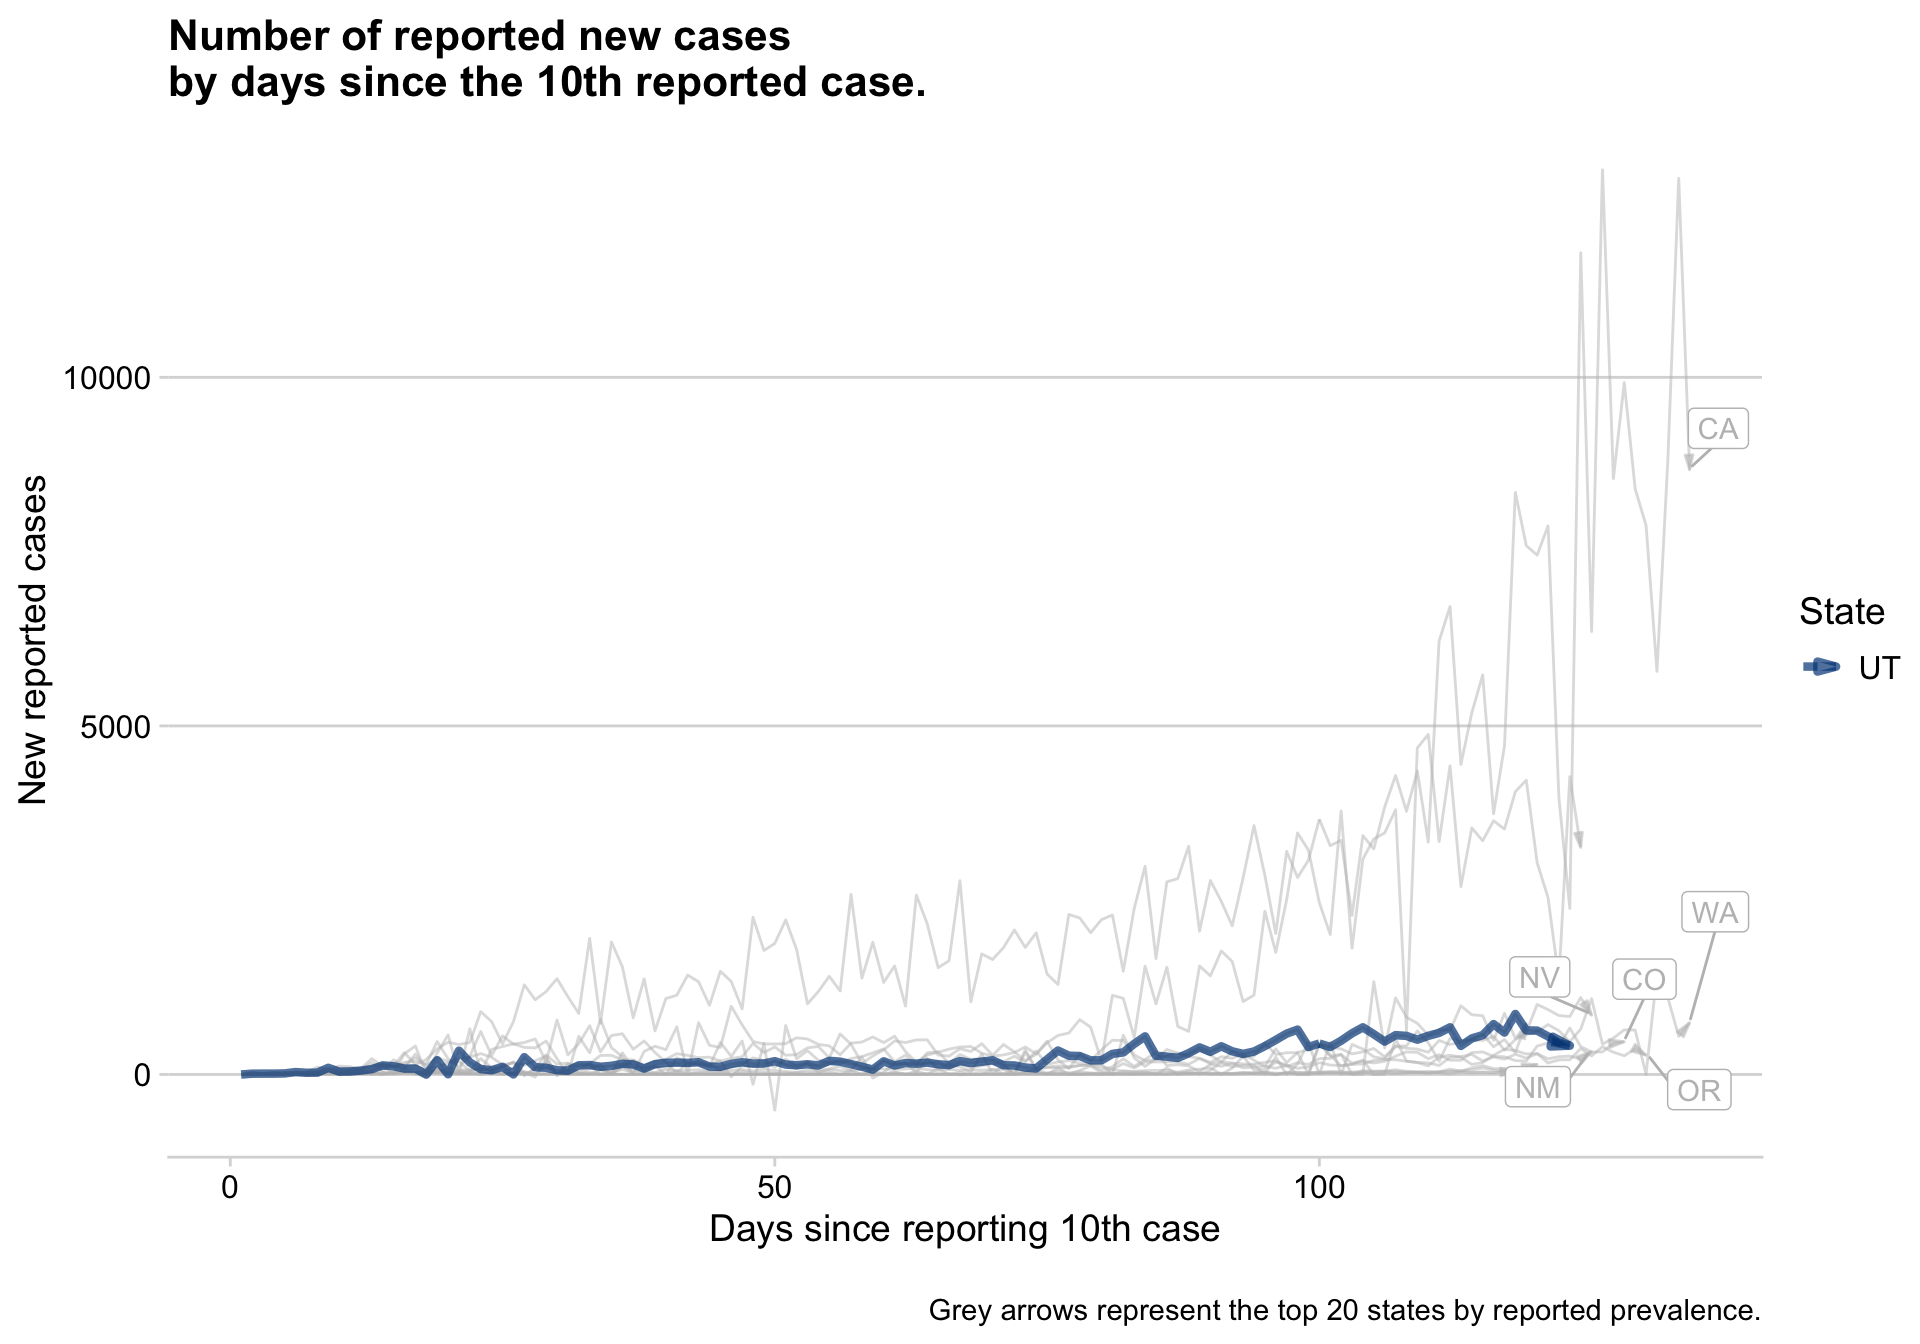 Number of reported new cases
by days since the 10th reported case.
10000
5000
0
New reported cases
CA
WA
NV
CO
NM
OR
State
UT
0
50
100
Days since reporting 10th case
Grey arrows represent the top 20 states by reported prevalence.